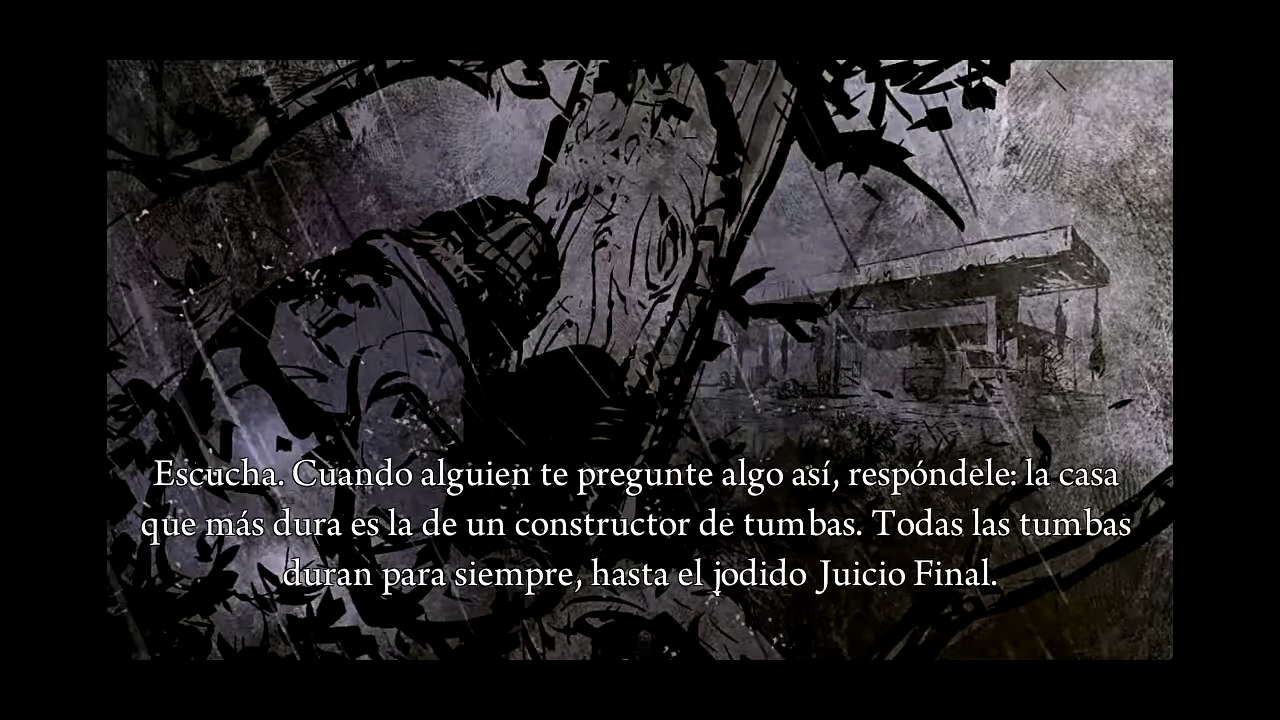 Escucha. Cuando alguien te pregunte algo así, respóndele: la casa
que más dura es la de un constructor de tumbas. Todas las tumbas
duran para siempre, hasta el jodido Juicio Final.